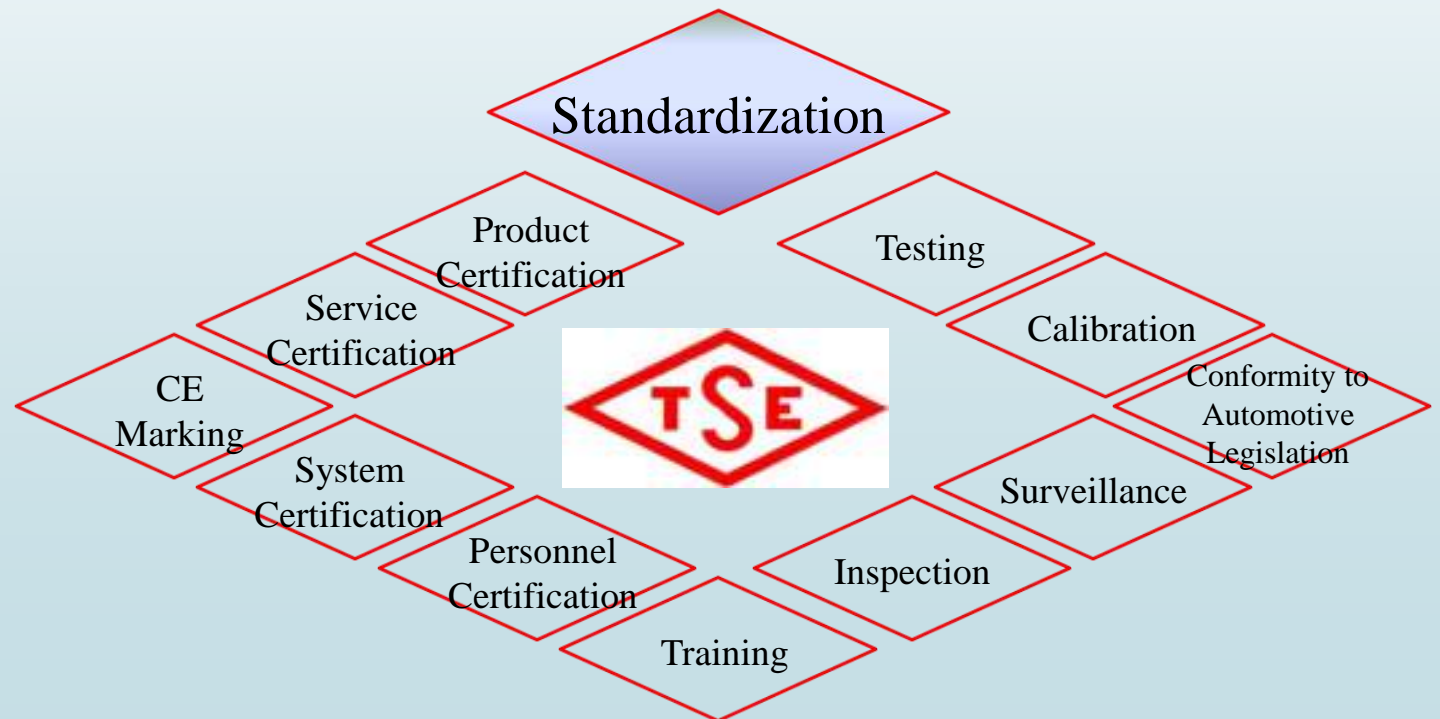 Standardization
Product
Certification
Testing
Service
Certification
Calibration
CE
Marking
TSE
Conformity to
Automotive
Legislation
System
Certification
Surveillance
Personnel
Certification
Inspection
Training